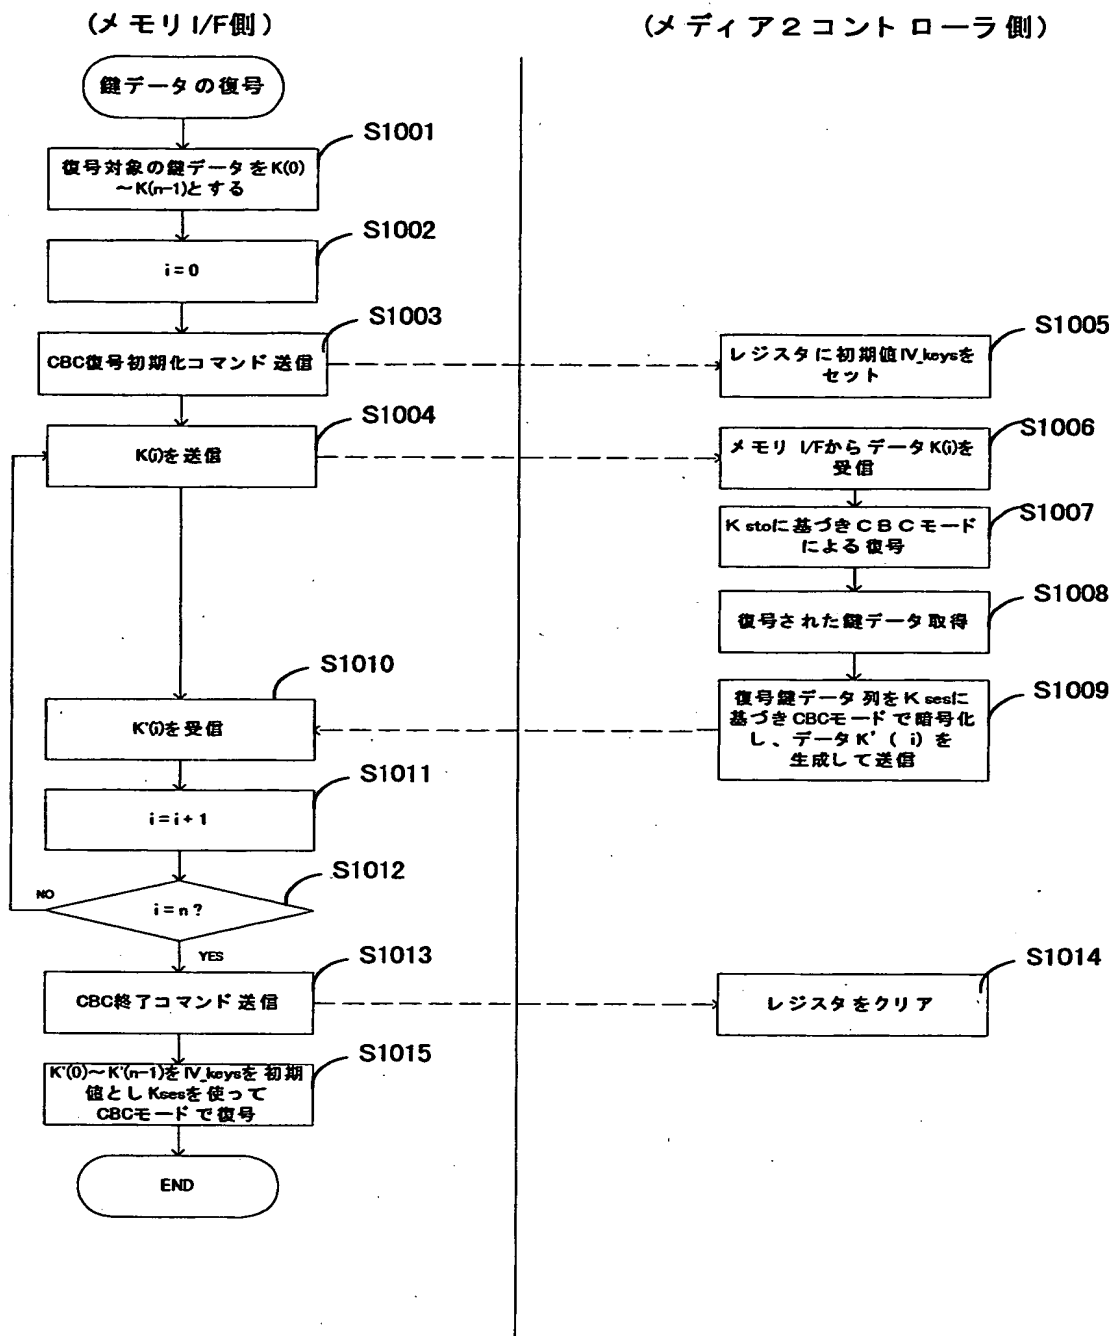 (メモリI/F側)
(メディア2コントローラ側)
鍵データの復号
S1001
復号対象の鍵データをK(0)
～K(n-1)とする
S1002
i=0
S1003
CBC復号初期化コマンド送信
S1005
レジスタに初期値IV_keysを
セット
S1004
K(i)を送信
S1006
メモリI/FからデータK(i)を
受信
S1007
Kstoに基づきCBCモード
による復号
S1008
復号された鍵データ取得
S1009
復号鍵データ列をKsesに
基づきCBCモードで暗号化
し、データK'(i)を
生成して送信
S1010
K'(i)を受信
S1011
i=i+1
S1012
i=n?
NO
YES
S1013
CBC終了コマンド送信
S1014
レジスタをクリア
S1015
K'(0)～K'(n-1)をIV_keysを初期
値としKsesを使って
CBCモードで復号
END